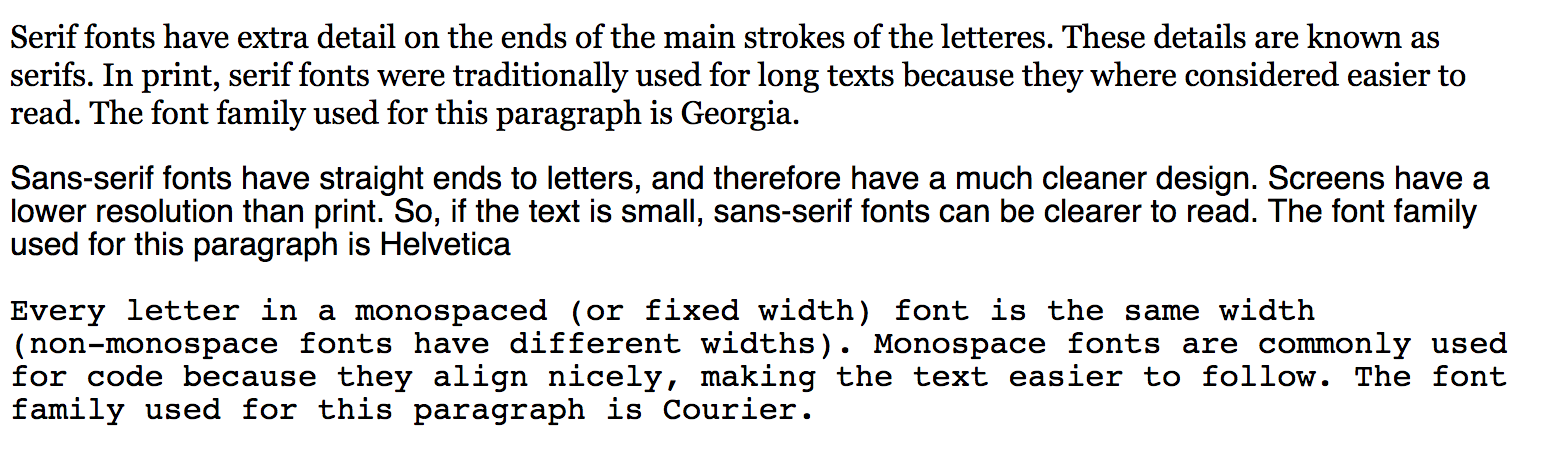 Serif fonts have extra detail on the ends of the main strokes of the letteres. These details are known as
serifs. In print, serif fonts were traditionally used for long texts because they where considered easier to
read. The font family used for this paragraph is Georgia.
Sans-serif fonts have straight ends to letters, and therefore have a much cleaner design. Screens have a
lower resolution than print. So, if the text is small, sans-serif fonts can be clearer to read. The font family
used for this paragraph is Helvetica
Every letter in a monospaced (or fixed width) font is the same width
(non-monospace fonts have different widths). Monospace fonts are commonly used
for code because they align nicely, making the text easier to follow. The font
family used for this paragraph is Courier.